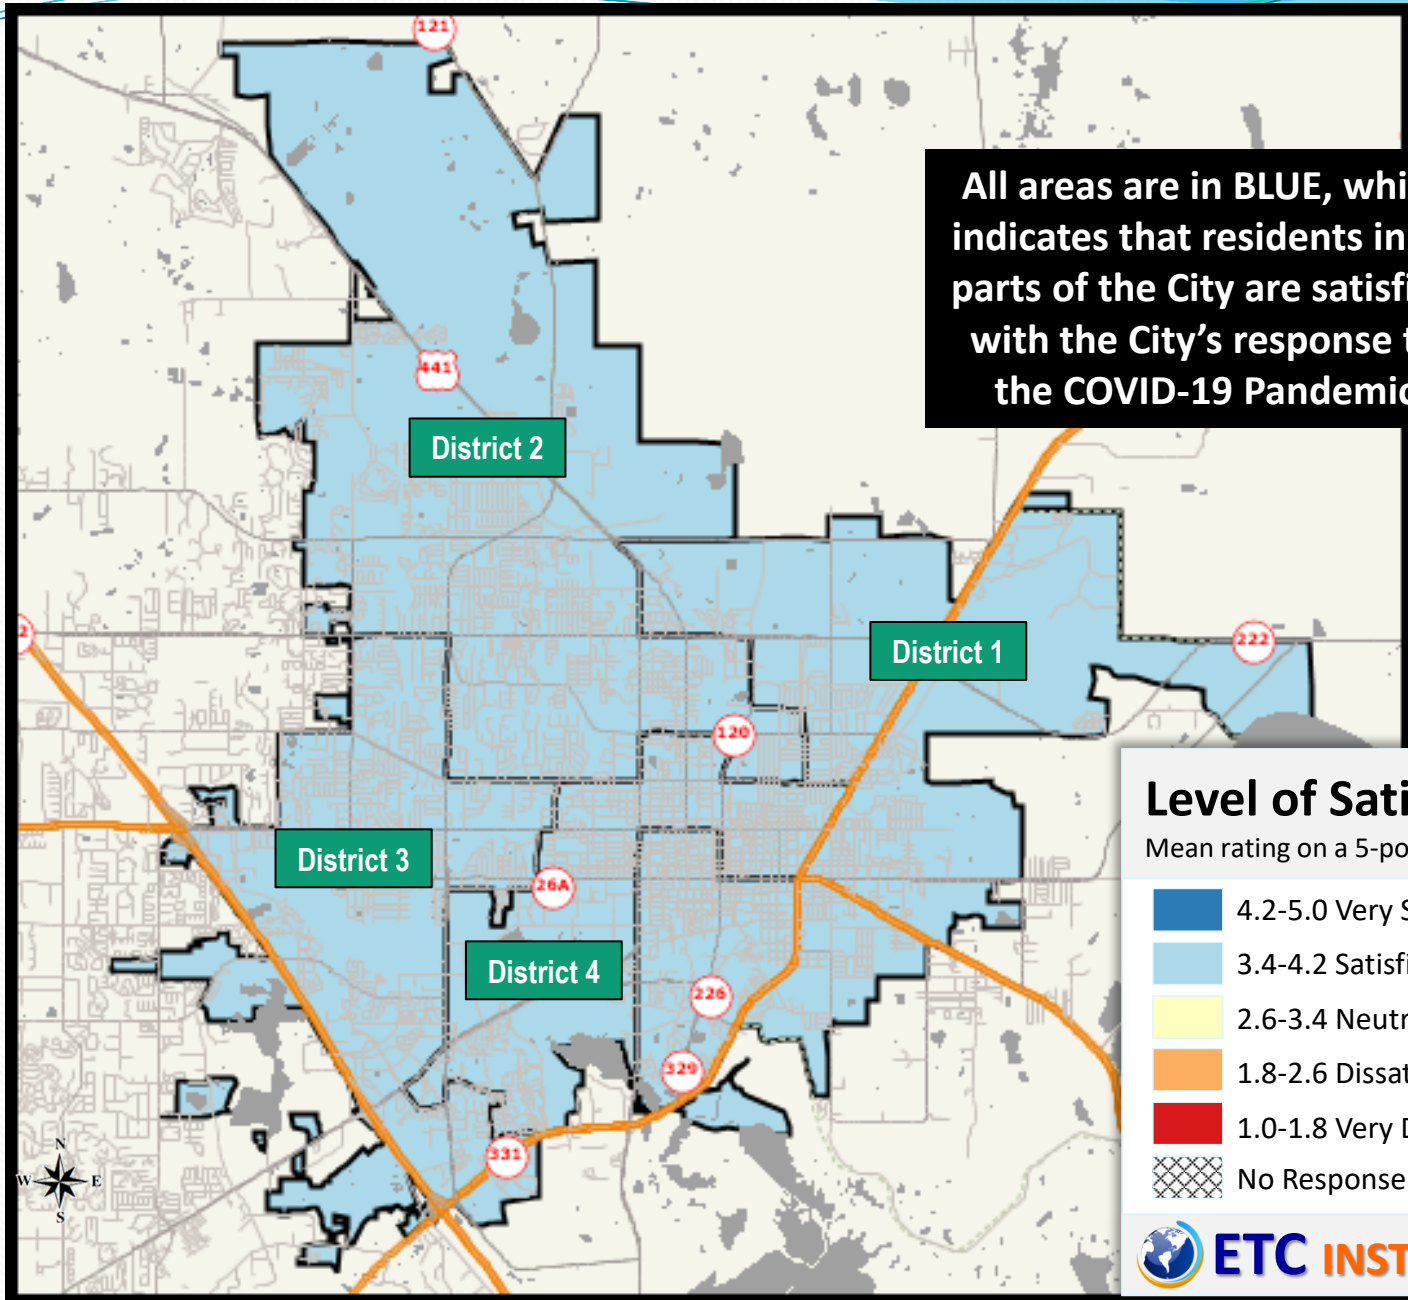 121
All areas are in BLUE, whi
indicates that residents in
parts of the City are satisfi
with the City's response t
the COVID-19 Pandemic
441
District 2
222
District 1
2
120
District 3
26A
District 4
226
329
331
N
W E
S
Level of Sati
Mean rating on a 5-po
4.2-5.0 Very S
3.4-4.2 Satisfi
2.6-3.4 Neutr
1.8-2.6 Dissat
1.0-1.8 Very D
No Response
ETC INST